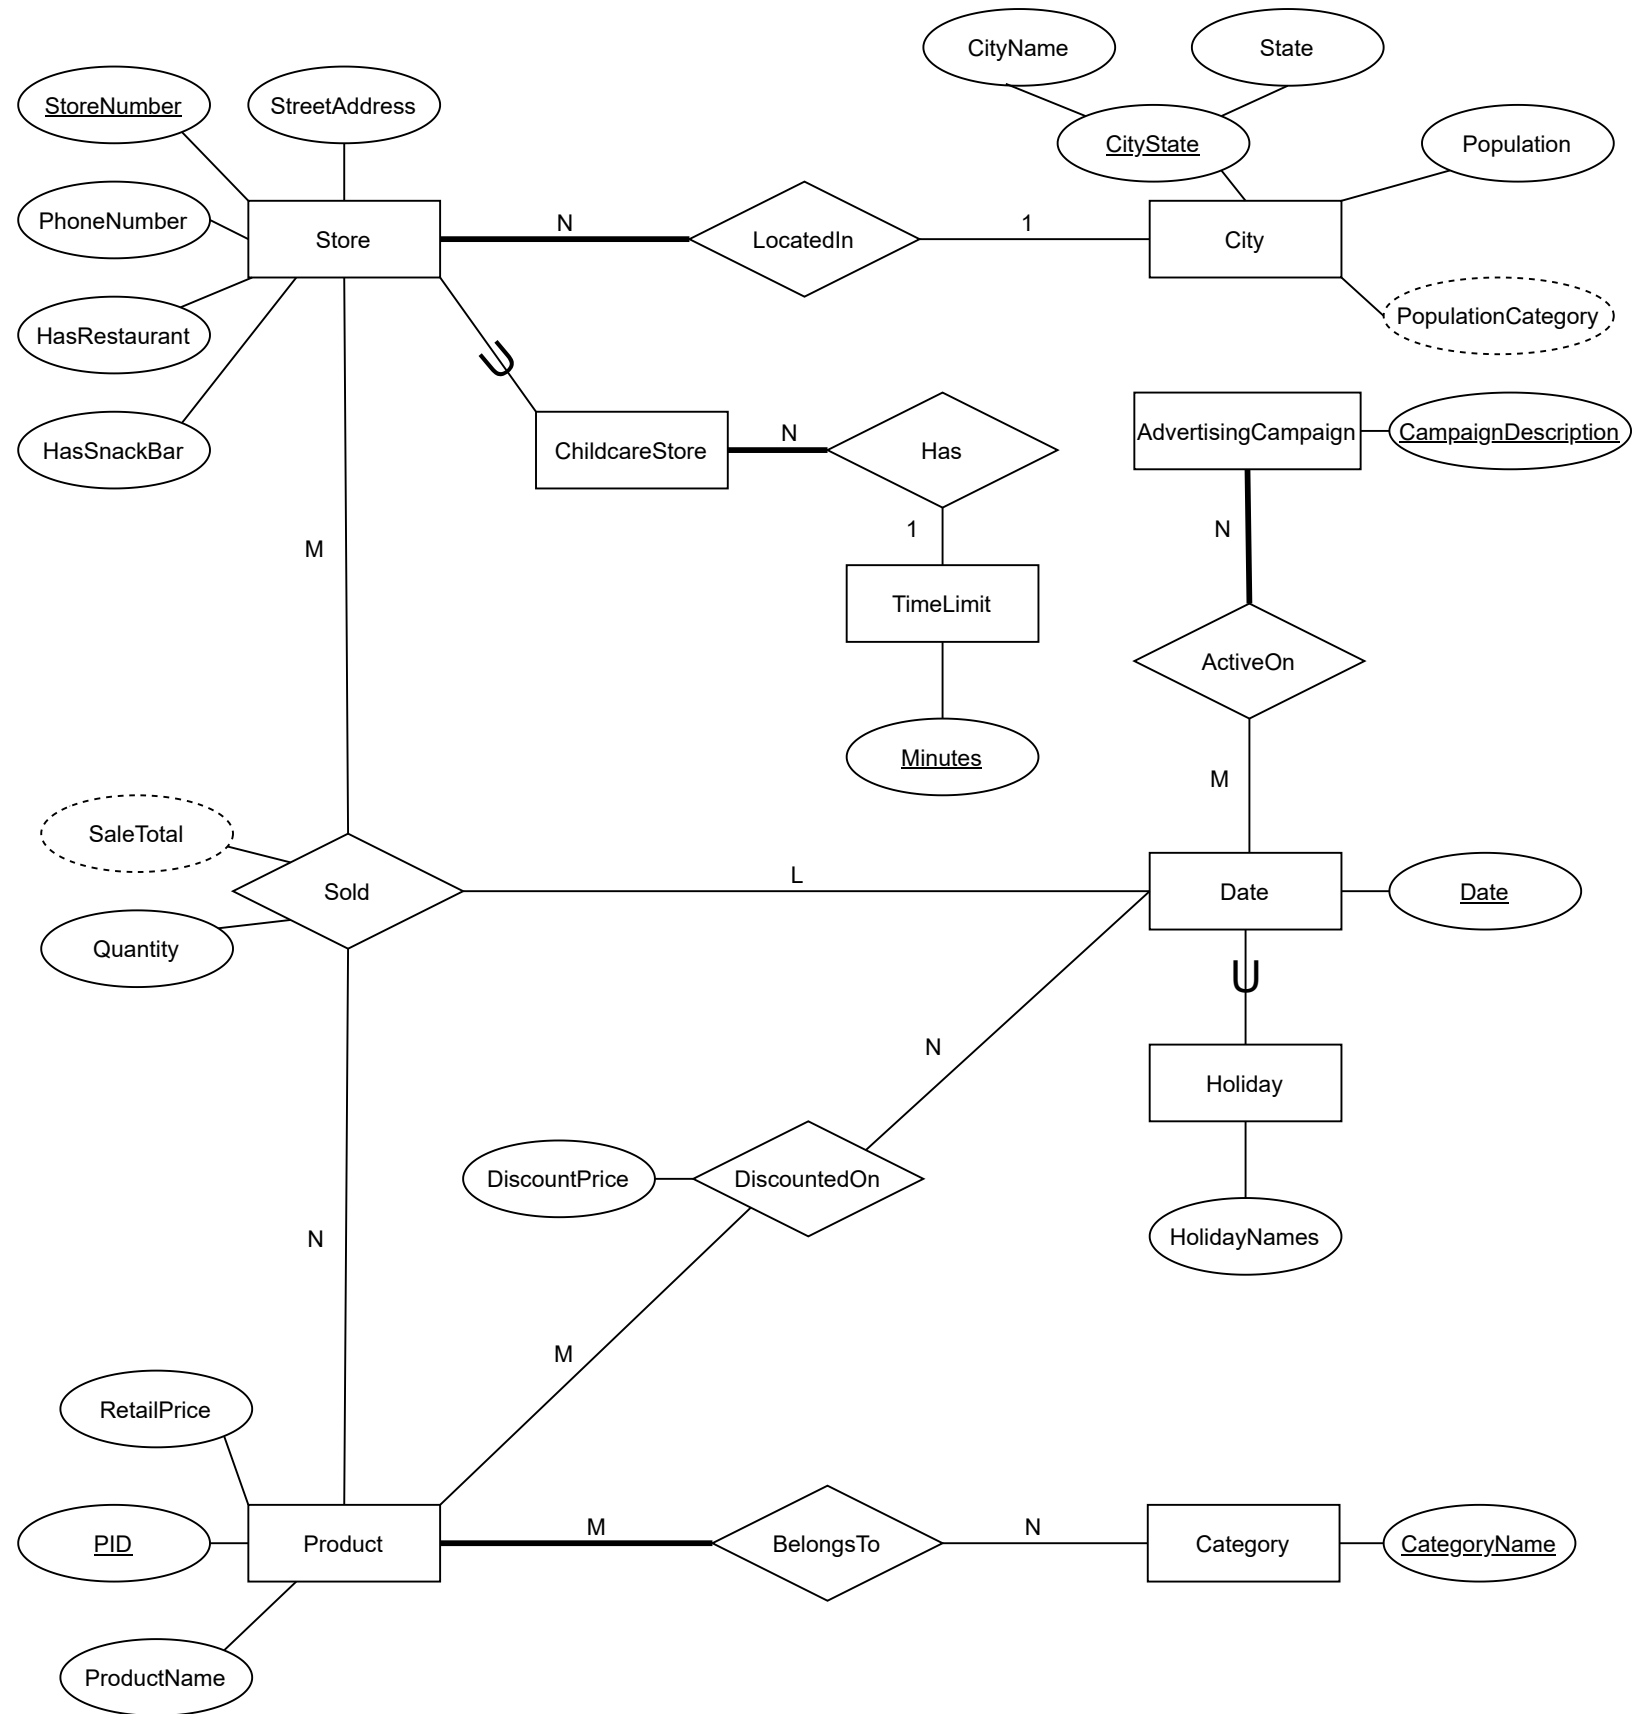 CityName
State
StoreNumber
StreetAddress
CityState
Population
PhoneNumber
Store
N
LocatedIn
1
City
HasRestaurant
PopulationCategory
HasSnackBar
ChildcareStore
N
Has
AdvertisingCampaign
CampaignDescription
M
1
N
TimeLimit
ActiveOn
Minutes
M
SaleTotal
Sold
L
Date
Date
Quantity
N
Holiday
DiscountPrice
DiscountedOn
HolidayNames
N
M
RetailPrice
PID
Product
M
BelongsTo
N
Category
CategoryName
ProductName